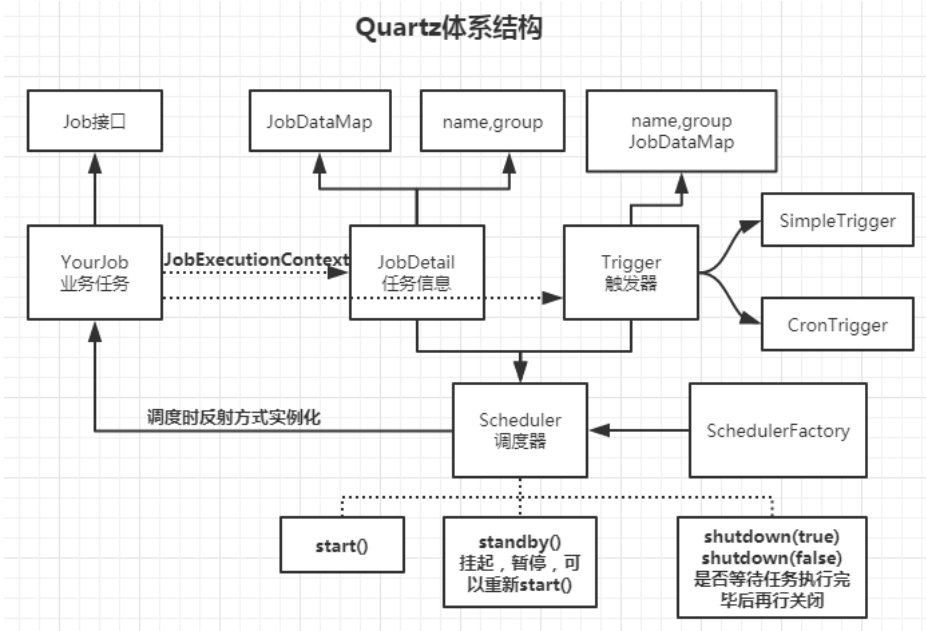 Quartz体系结构
Job接口
JobDataMap
name,group
name,group
JobDataMap
SimpleTrigger
YourJob
业务任务
JobExecutionContext
JobDetail
任务信息
Trigger
触发器
CronTrigger
调度时反射方式实例化
Scheduler
调度器
SchedulerFactory
start()
standby()
挂起，暂停，可
以重新start()
shutdown(true)
shutdown(false)
是否等待任务执行完
毕后再行关闭